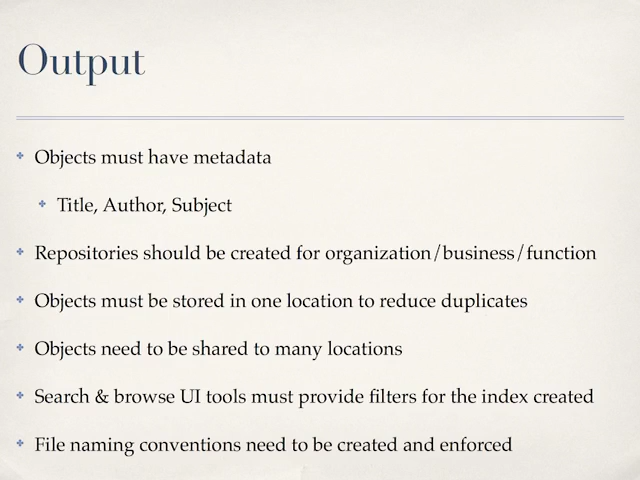 Output
Objects must have metadata
Title, Author, Subject
Repositories should be created for organization/business/function
Objects must be stored in one location to reduce duplicates
Objects need to be shared to many locations
Search & browse UI tools must provide filters for the index created
File naming conventions need to be created and enforced